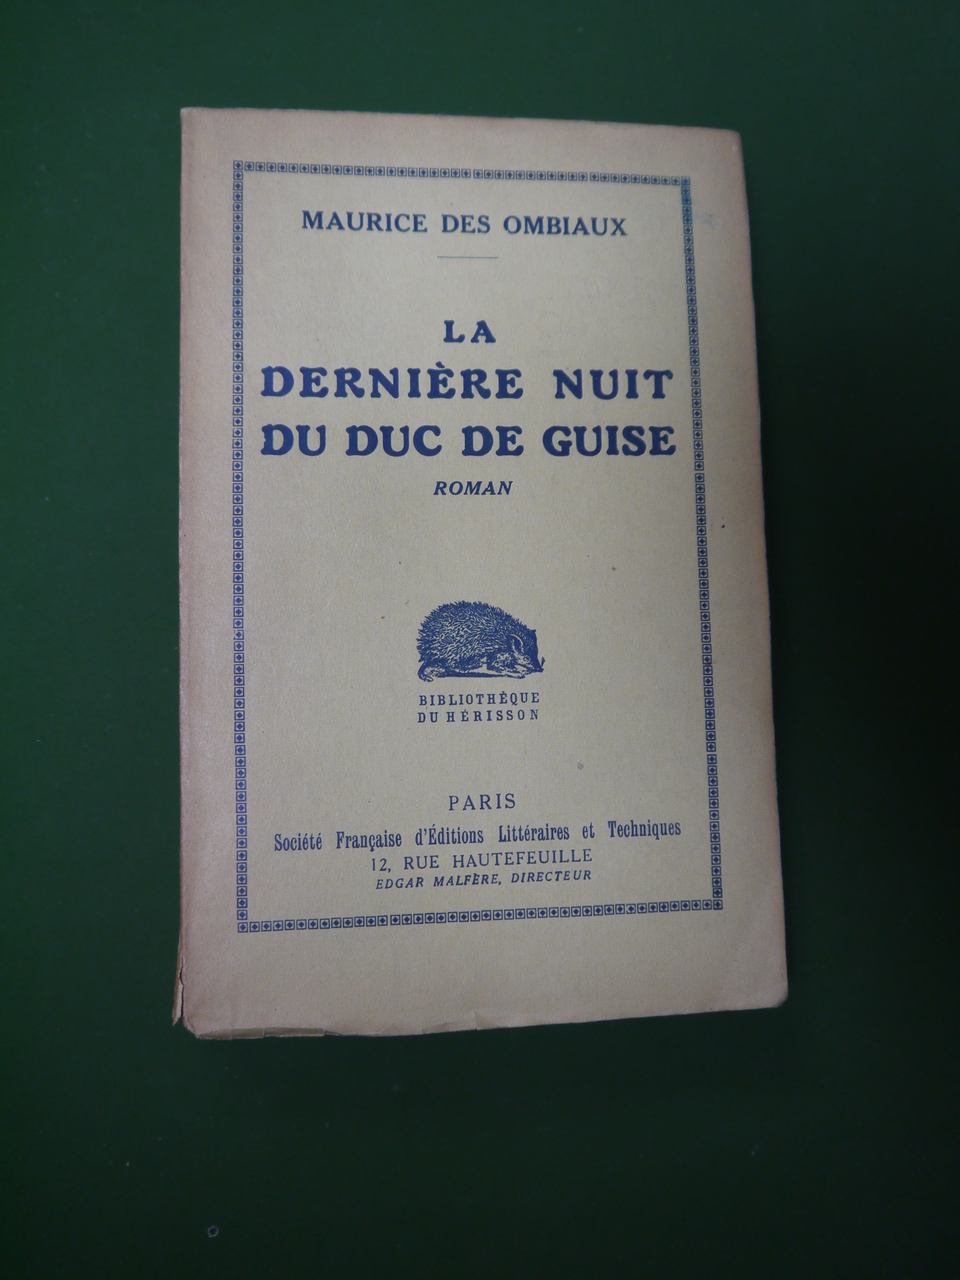 MAURICE DES OMBIAUX
LA
DERNIÈRE NUIT
DU DUC DE GUISE
ROMAN
BIBLIOTHÈQUE
DU HÉRISSON
PARIS
Société Française d'Éditions Littéraires et Techniques
12, RUE HAUTEFEUILLE
EDGAR MALFÈRE, DIRECTEUR